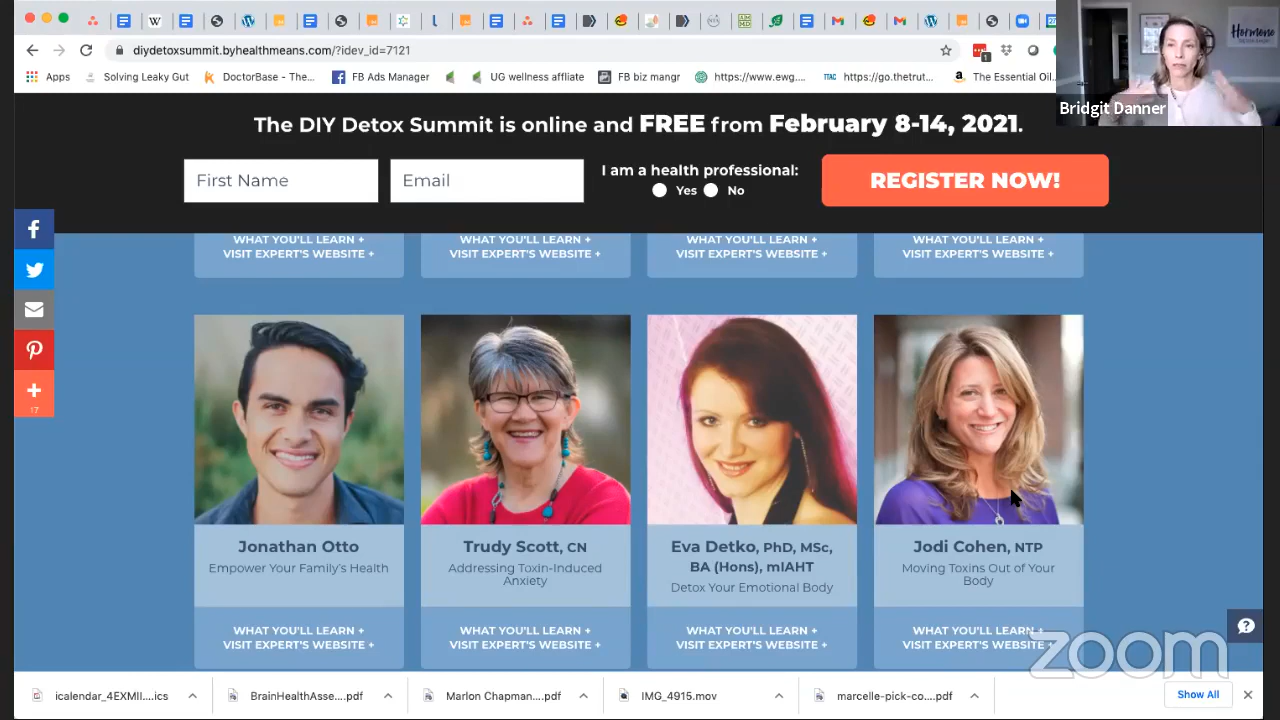 diydetoxsummit.byhealthmeans.com/?idev_id=7121
Apps
Solving Leaky Gut
DoctorBase - The...
FB Ads Manager
UG wellness affliate
FB biz mangr
https://www.ewg....
TTAC
https://go.thetrut...
The Essential Oil...
Hormone
Bridgit Danner
The DIY Detox Summit is online and FREE from February 8-14, 2021.
First Name
Email
I am a health professional:
Yes
No
REGISTER NOW!
WHAT YOU'LL LEARN +
VISIT EXPERT'S WEBSITE +
WHAT YOU'LL LEARN +
VISIT EXPERT'S WEBSITE +
WHAT YOU'LL LEARN +
VISIT EXPERT'S WEBSITE +
WHAT YOU'LL LEARN +
VISIT EXPERT'S WEBSITE +
17
Jonathan Otto
Empower Your Family's Health
WHAT YOU'LL LEARN +
VISIT EXPERT'S WEBSITE +
Trudy Scott, CN
Addressing Toxin-Induced
Anxiety
WHAT YOU'LL LEARN +
VISIT EXPERT'S WEBSITE +
Eva Detko, PhD, MSc,
BA (Hons), mIAHT
Detox Your Emotional Body
WHAT YOU'LL LEARN +
VISIT EXPERT'S WEBSITE +
Jodi Cohen, NTP
Moving Toxins Out of Your
Body
WHAT YOU'LL LEARN +
VISIT EXPERT'S WEBSITE +
zoom
icalendar_4EXMII....ics
BrainHealthAsse....pdf
Marlon Chapman....pdf
IMG_4915.mov
marcelle-pick-co....pdf
Show All